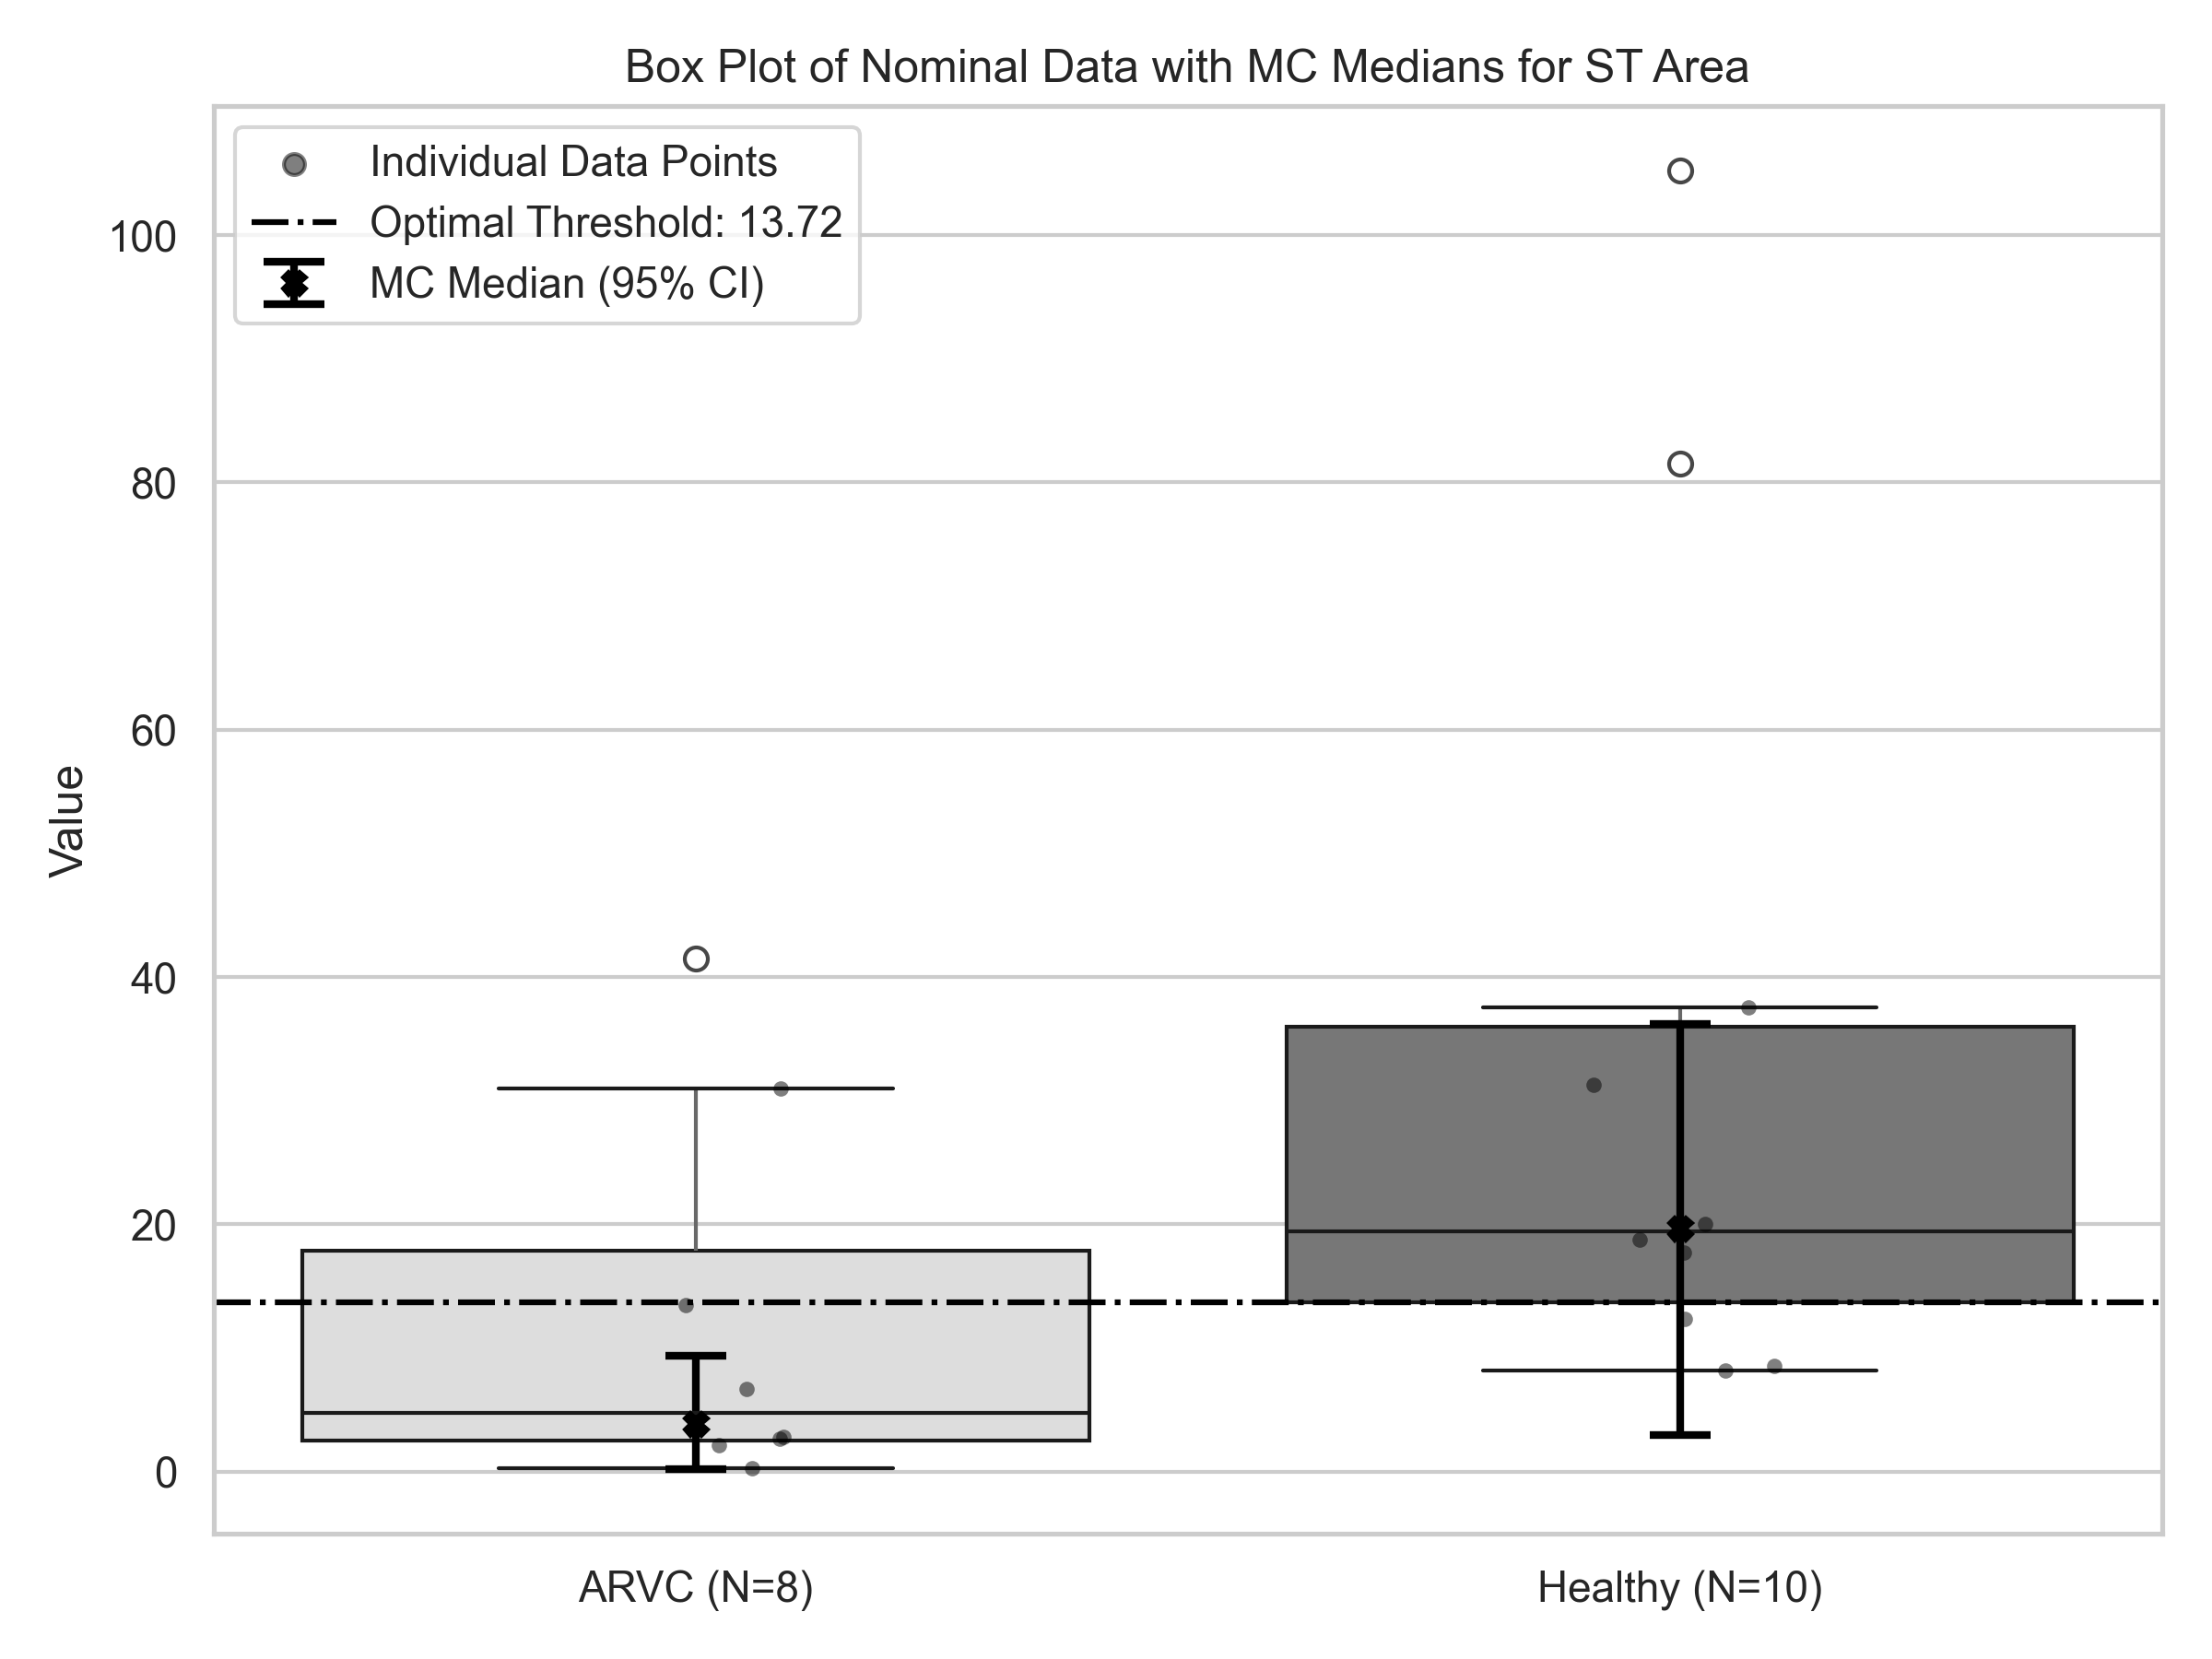 Box Plot of Nominal Data with MC Medians for ST Area
Individual Data Points
Optimal Threshold: 13.72
MC Median (95% CI)
100
80
60
40
20
0
Value
ARVC (N=8)
Healthy (N=10)